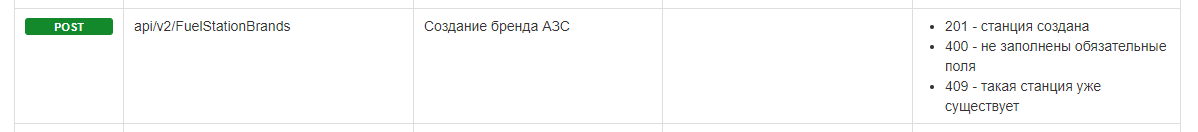 POST
api/v2/FuelStationBrands
Создание бренда АЗС
201 - станция создана
400 - не заполнены обязательные
поля
409 - такая станция уже
существует